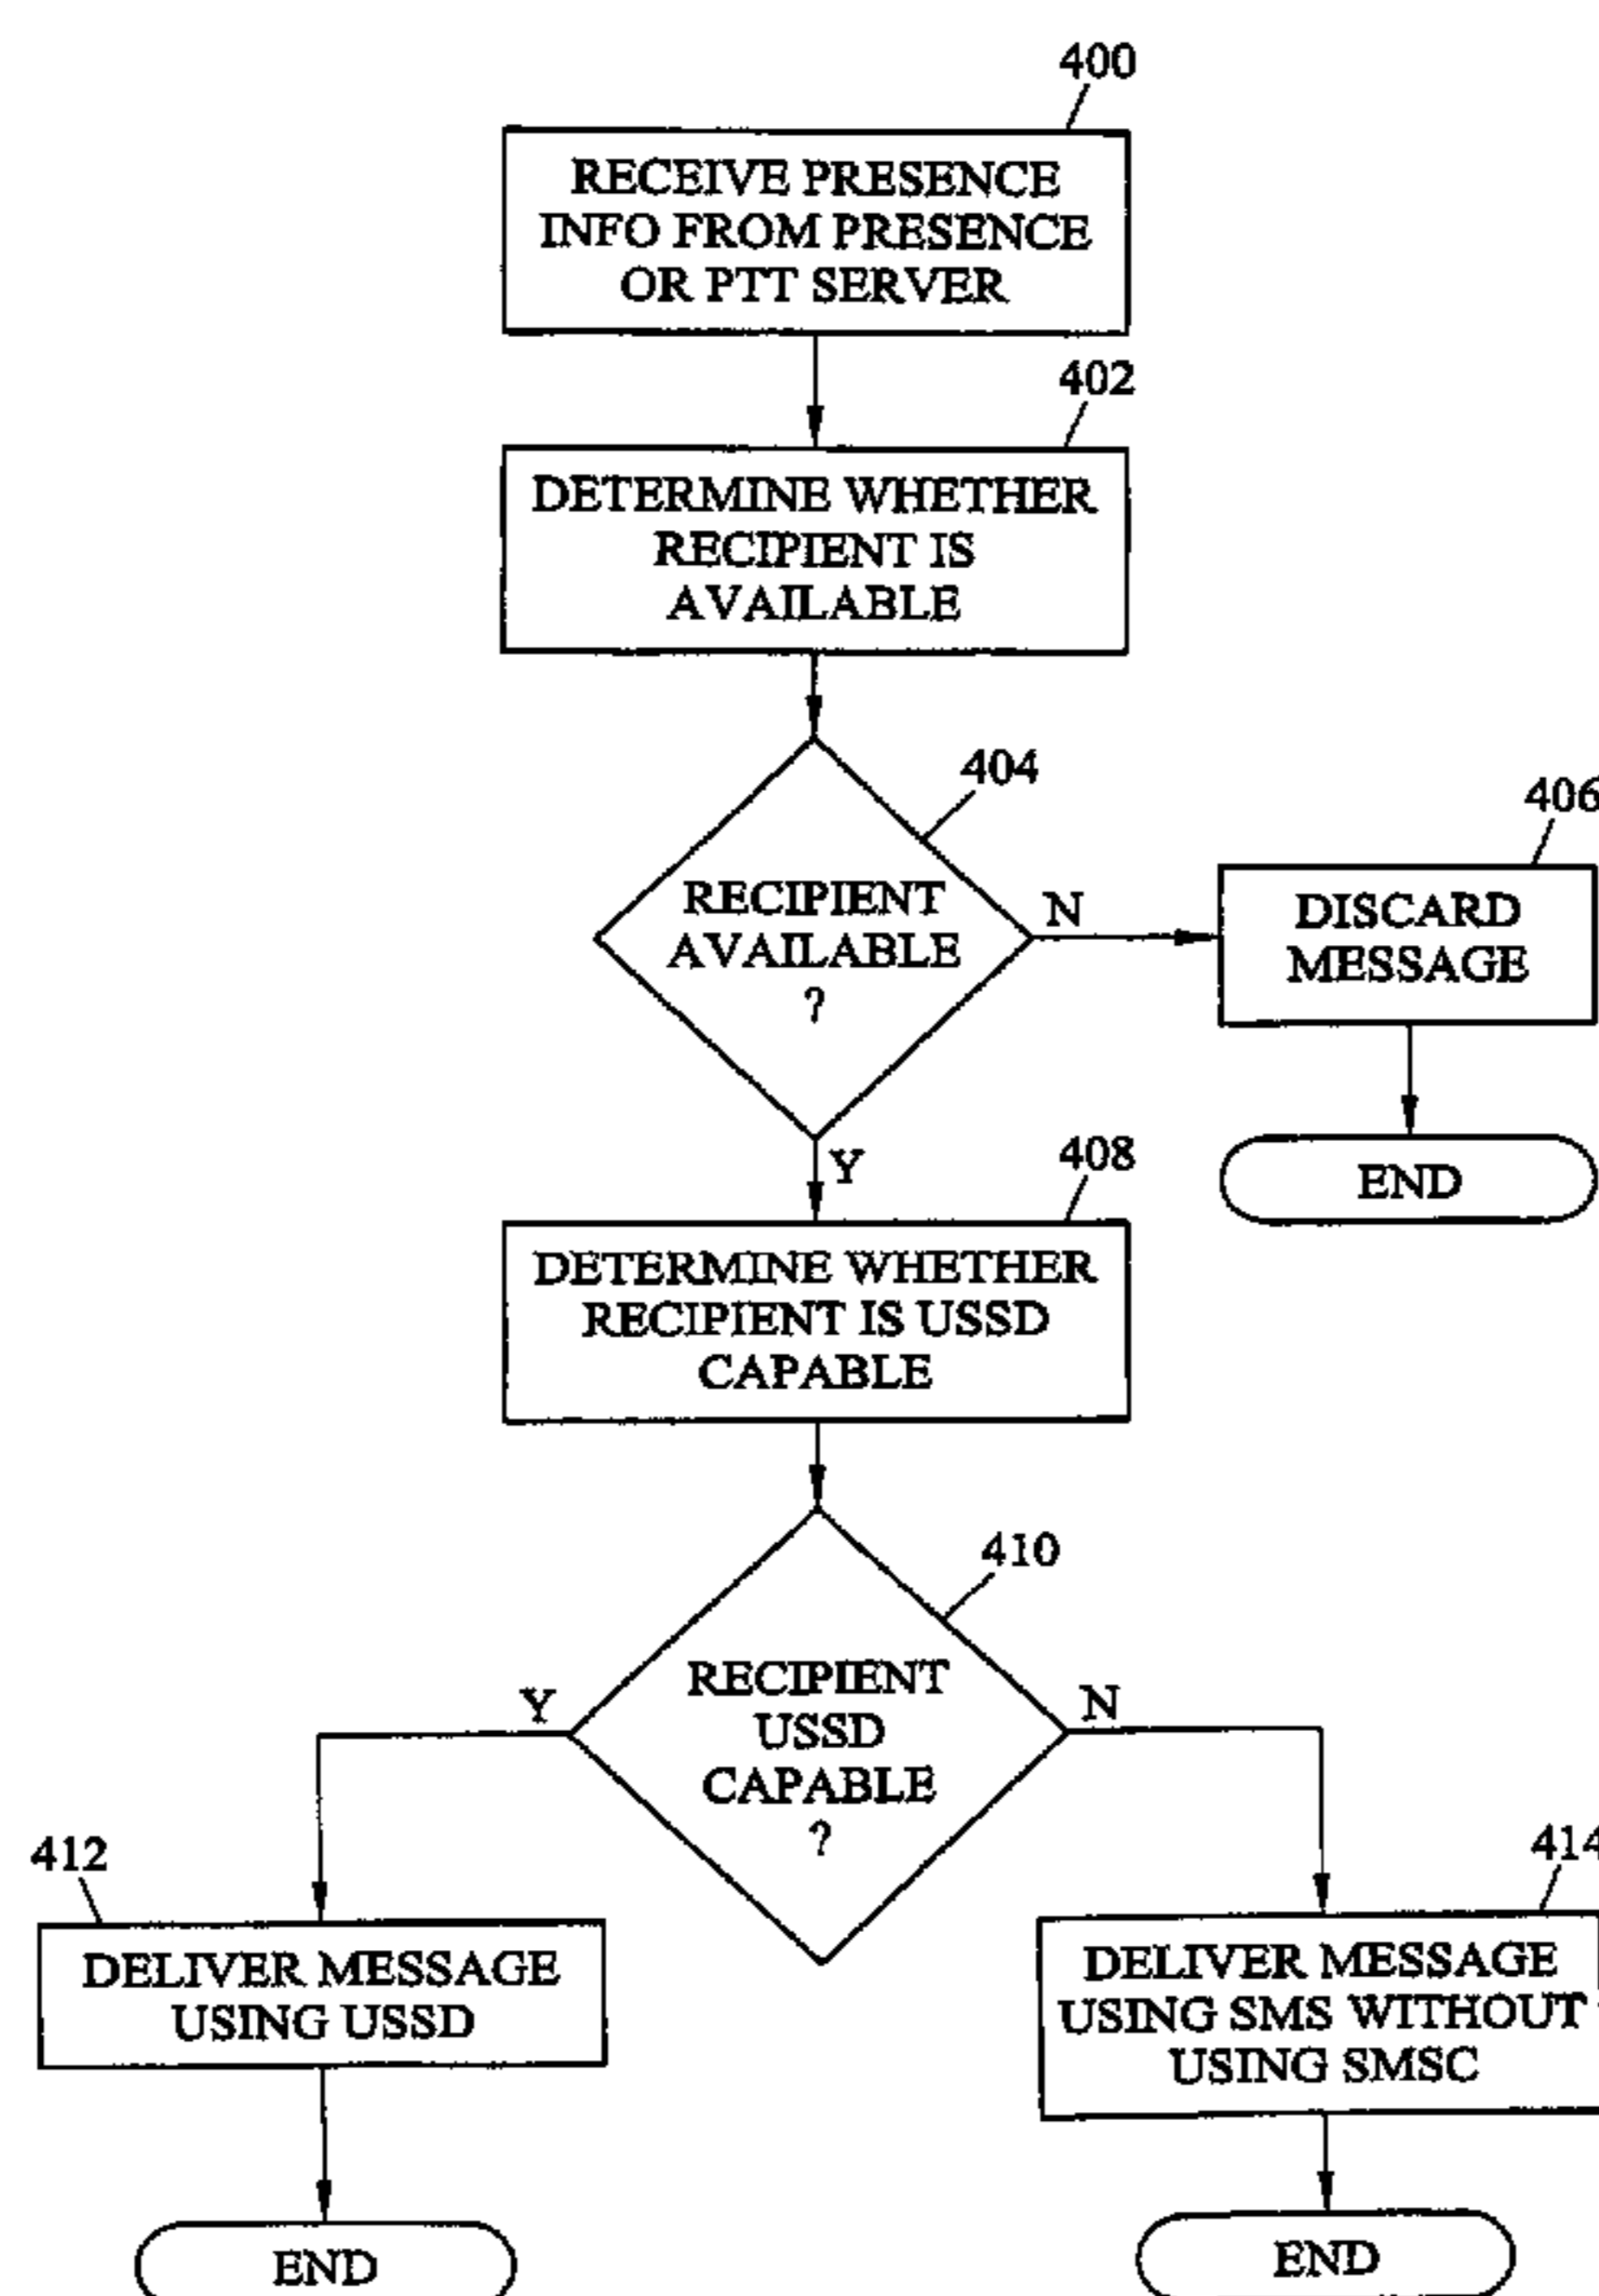 400
RECEIVE PRESENCE
INFO FROM PRESENCE
OR PTT SERVER
402
DETERMINE WHETHER
RECIPIENT IS
AVAILABLE
404
RECIPIENT
AVAILABLE
?
N
406
DISCARD
MESSAGE
END
Y
408
DETERMINE WHETHER
RECIPIENT IS USSD
CAPABLE
410
RECIPIENT
USSD
CAPABLE
?
Y
N
412
DELIVER MESSAGE
USING USSD
END
414
DELIVER MESSAGE
USING SMS WITHOUT
USING SMSC
END